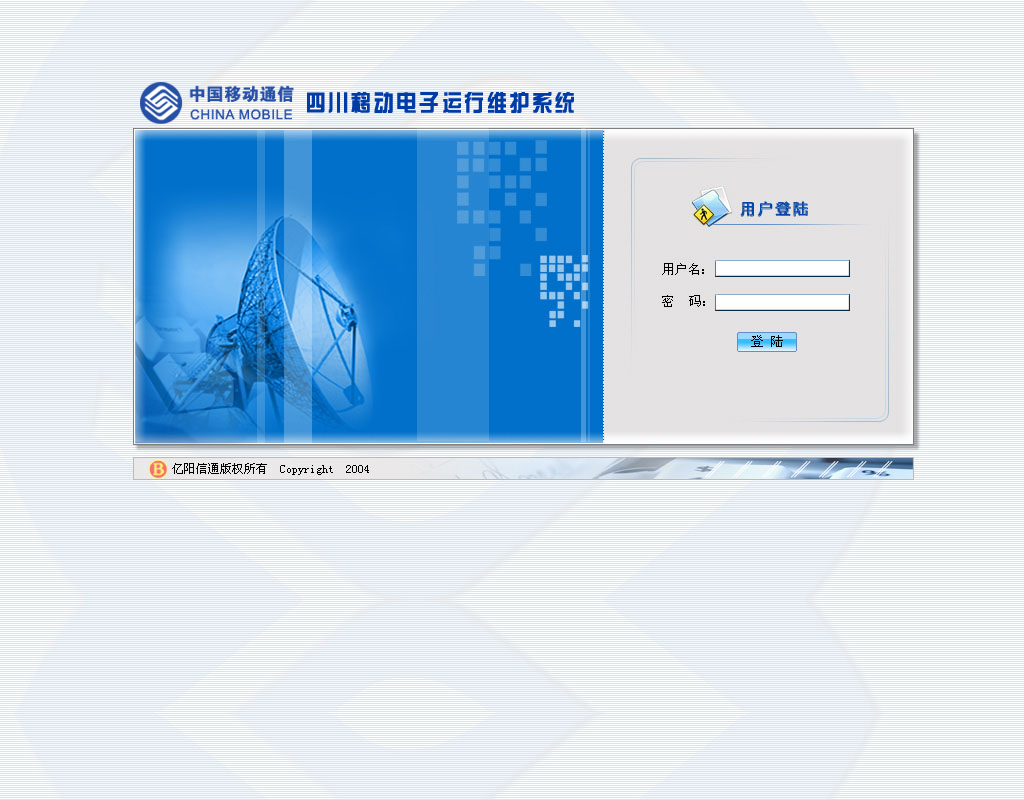 中国移动通信
CHINA MOBILE
四川移动电子运行维护系统
用户登陆
用户名:
密 码:
登 陆
B 亿阳信通版权所有 Copyright 2004